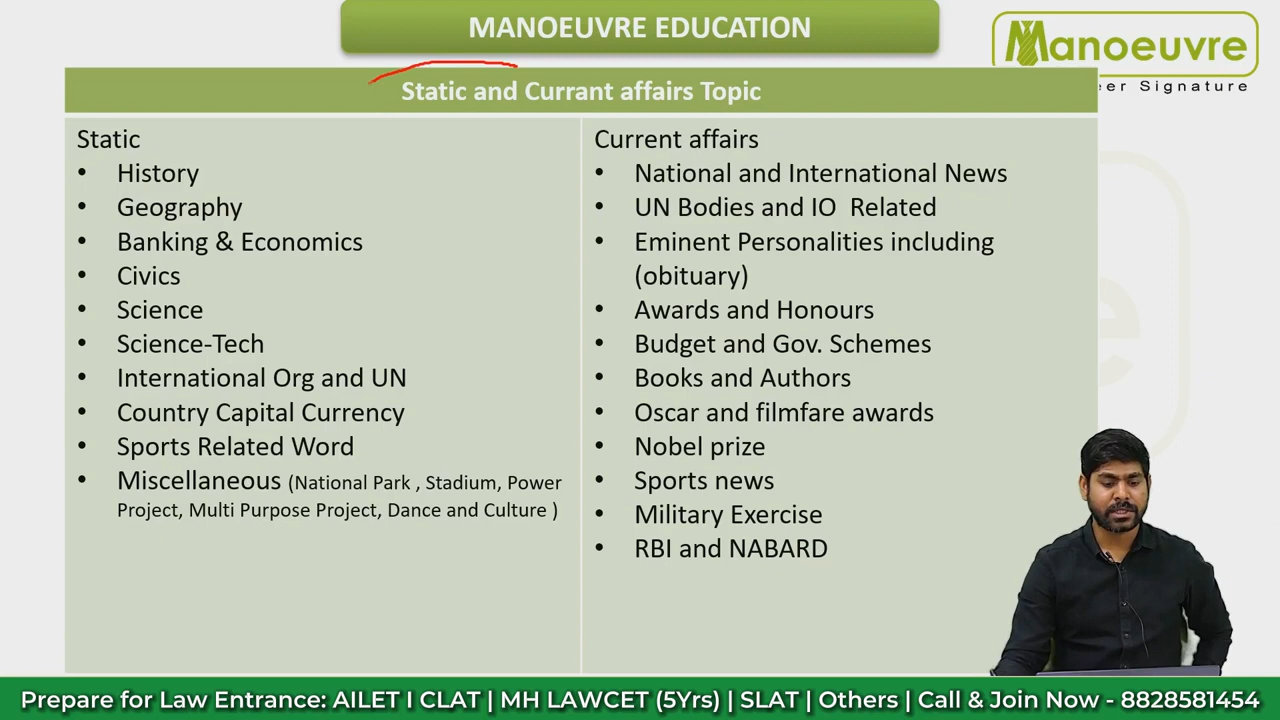 MANOEUVRE EDUCATION
Manoeuvre
eer Signature
Static and Currant affairs Topic
Static
• History
• Geography
• Banking & Economics
• Civics
• Science
• Science-Tech
• International Org and UN
• Country Capital Currency
• Sports Related Word
• Miscellaneous (National Park , Stadium, Power
Project, Multi Purpose Project, Dance and Culture )
Current affairs
• National and International News
• UN Bodies and IO Related
• Eminent Personalities including
(obituary)
• Awards and Honours
• Budget and Gov. Schemes
• Books and Authors
• Oscar and filmfare awards
• Nobel prize
• Sports news
• Military Exercise
• RBI and NABARD
Prepare for Law Entrance: AILET I CLAT | MH LAWCET (5Yrs) | SLAT | Others | Call & Join Now - 8828581454